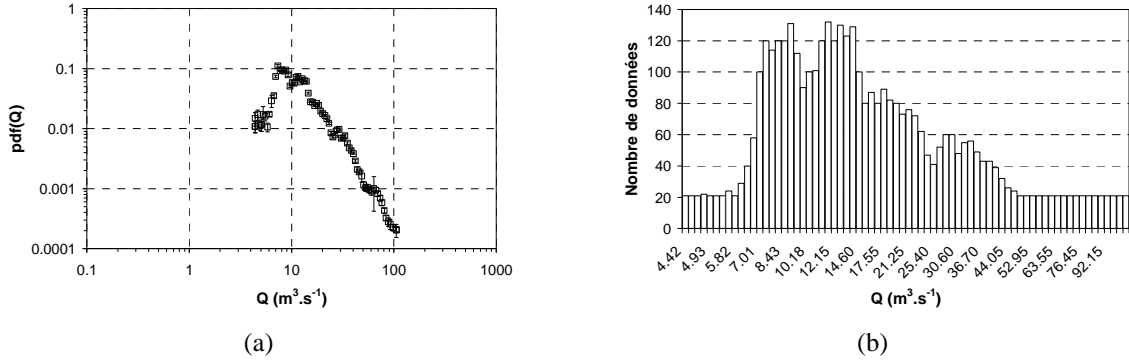 1
0.1
0.01
0.001
0.0001
pdf(Q)
0.1 1 10 100 1000
Q (m³.s⁻¹)
(a)
140
120
100
80
60
40
20
0
Nombre de données
4.42 4.93 5.82 7.01 8.43 10.18 12.15 14.60 17.55 21.25 25.40 30.60 36.70 44.05 52.95 63.55 76.45 92.15
Q (m³.s⁻¹)
(b)